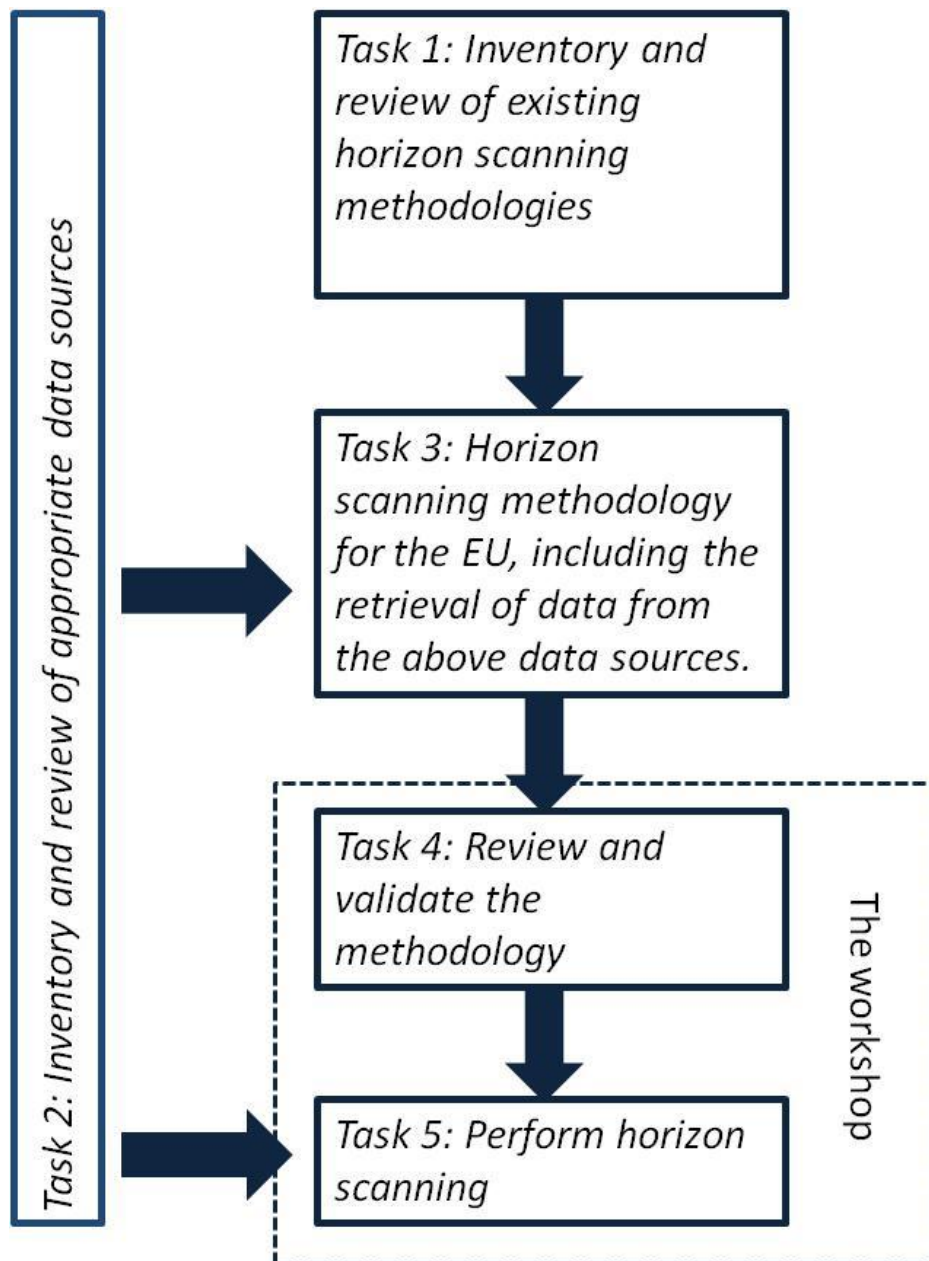 Task 1: Inventory and
review of existing
horizon scanning
methodologies
Task 2: Inventory and review of appropriate data sources
Task 3: Horizon
scanning methodology
for the EU, including the
retrieval of data from
the above data sources.
Task 4: Review and
validate the
methodology
The workshop
Task 5: Perform horizon
scanning